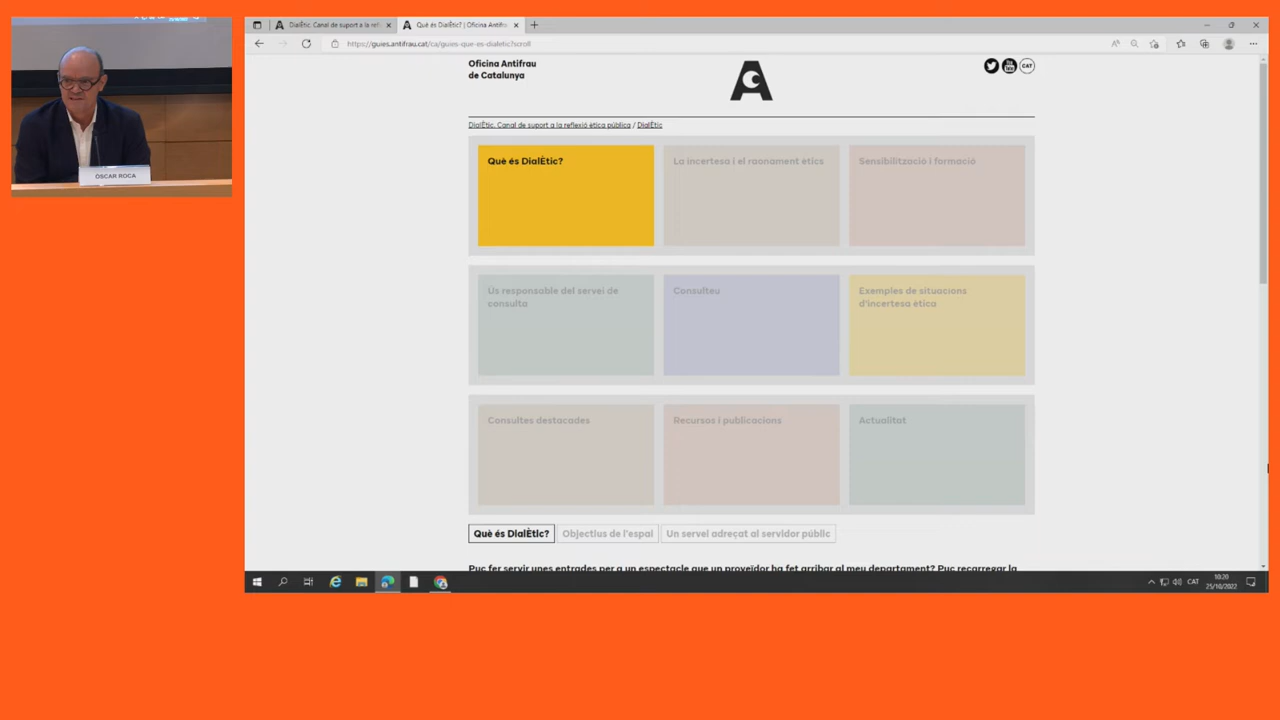 OSCAR ROCA
DialÈtic. Canal de suport a la refl
Què és DialÈtic? | Oficina Antifra
https://guies.antifrau.cat/ca/guies-que-es-dialetic?scroll
Oficina Antifrau
de Catalunya
You
Tube
CAT
DialÈtic. Canal de suport a la reflexió ètica pública / DialÈtic
Què és DialÈtic?
La incertesa i el raonament ètics
Sensibilització i formació
Ús responsable del servei de
consulta
Consulteu
Exemples de situacions
d'incertesa ètica
Consultes destacades
Recursos i publicacions
Actualitat
Què és DialÈtic?
Objectius de l'espai
Un servei adreçat al servidor públic
Puc fer servir unes entrades per a un espectacle que un proveïdor ha fet arribar al meu departament? Puc recarregar la
CAT
10:20
25/10/2022